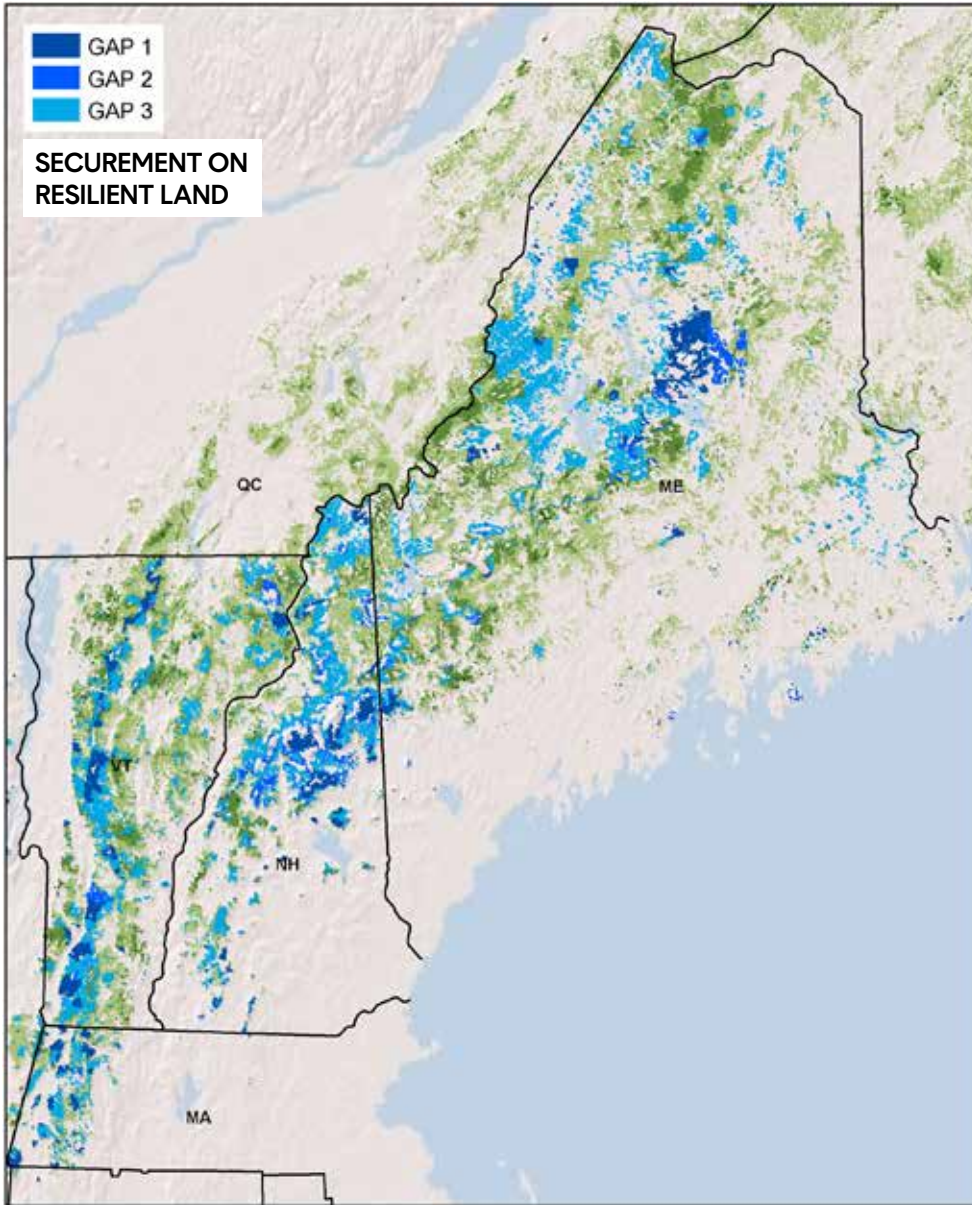 GAP 1
GAP 2
GAP 3
SECUREMENT ON
RESILIENT LAND
QC
ME
VT
NH
MA